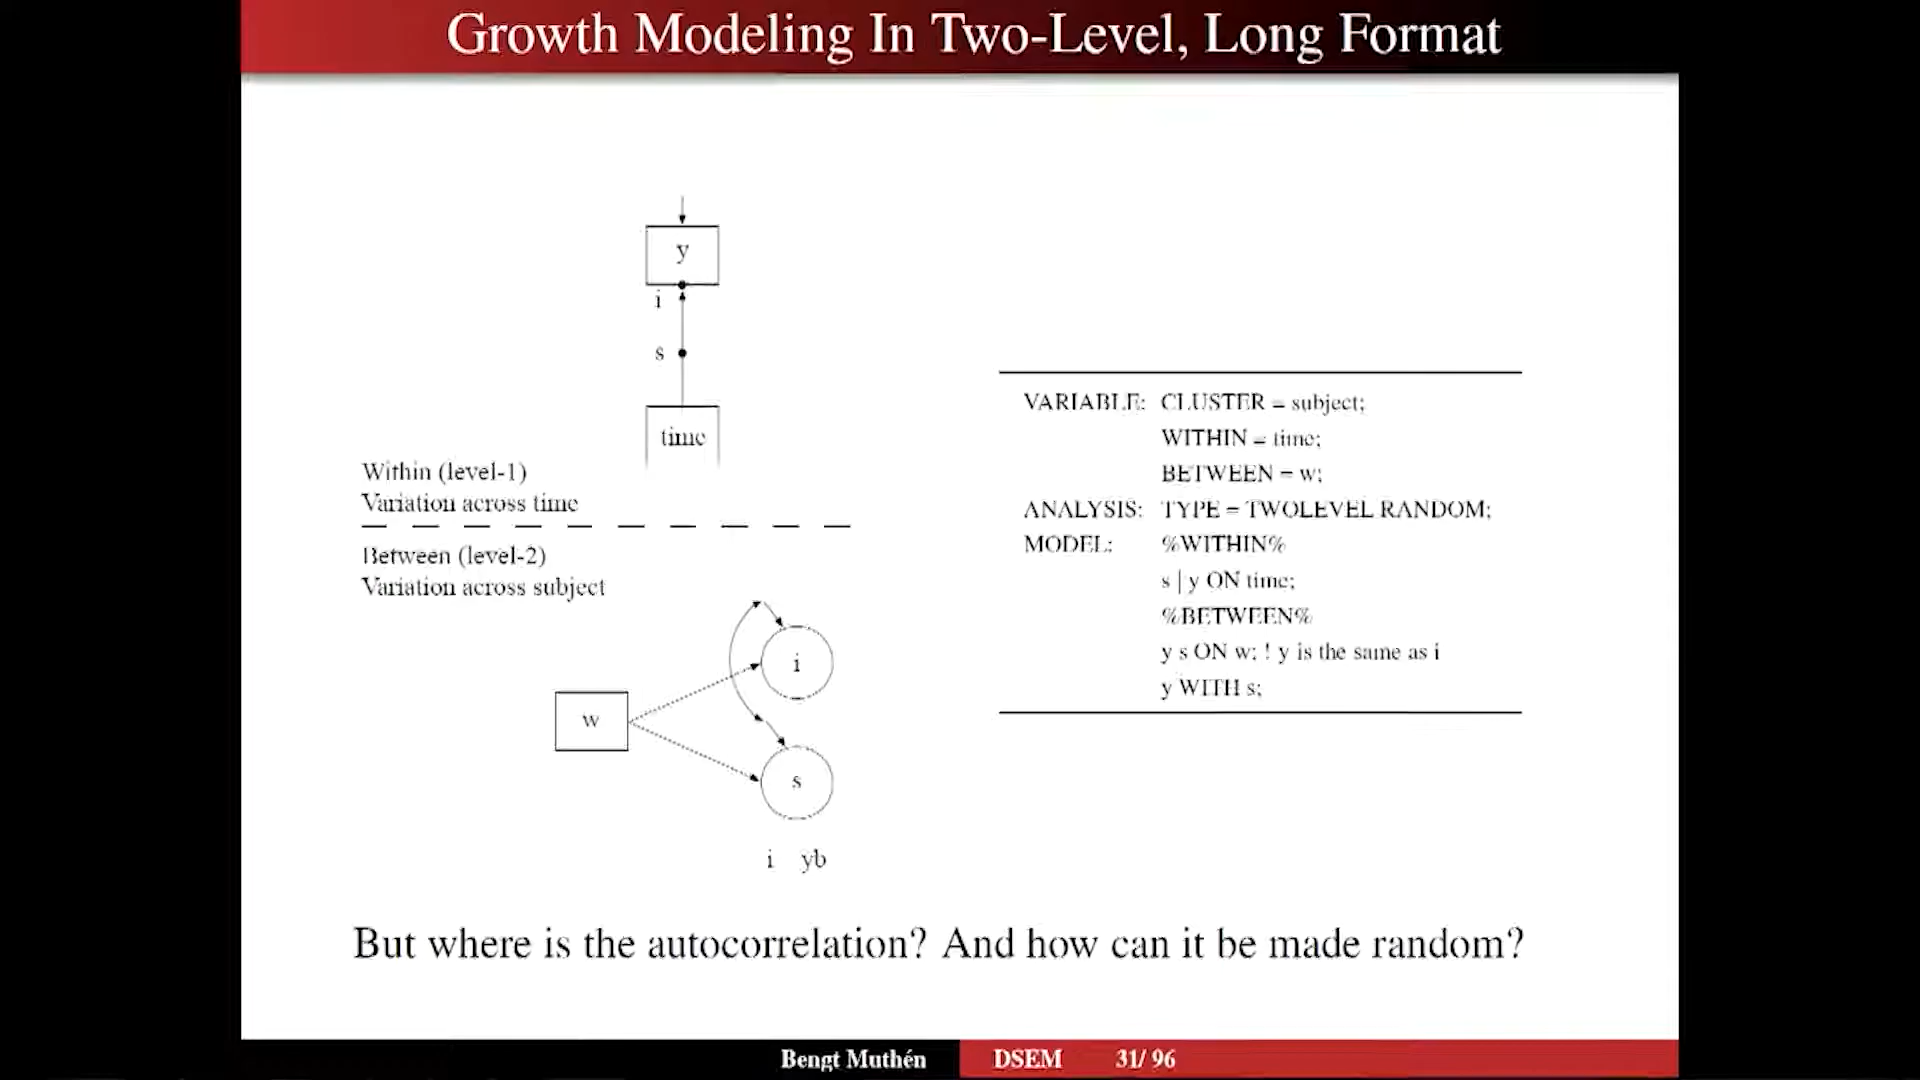 Growth Modeling In Two-Level, Long Format
y
i
s
time
Within (level-1)
Variation across time
Between (level-2)
Variation across subject
i
w
s
i yb
VARIABLE: CLUSTER = subject;
WITHIN = time;
BETWEEN = w;
ANALYSIS: TYPE = TWOLEVEL RANDOM;
MODEL: %WITHIN%
s | y ON time;
%BETWEEN%
y s ON w; ! y is the same as i
y WITH s;
But where is the autocorrelation? And how can it be made random?
Bengt Muthén DSEM 31/ 96